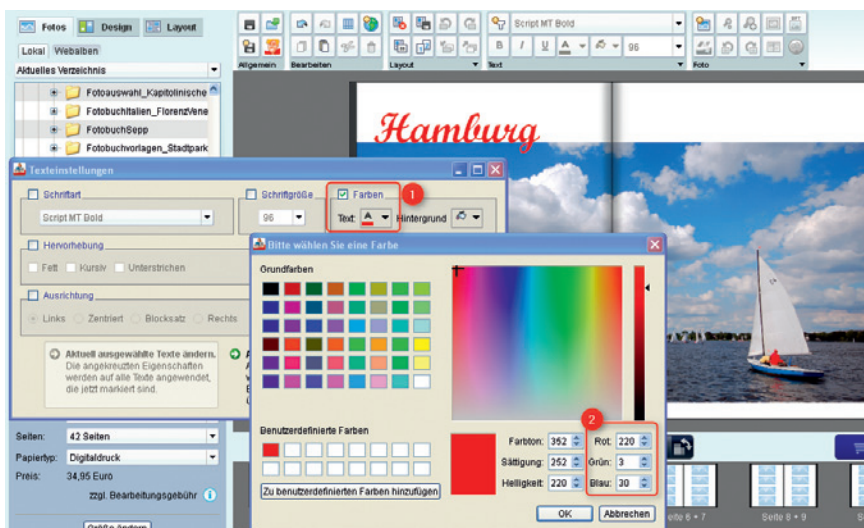 Fotos Design Layout
Lokal Webalben
Aktuelles Verzeichnis
Fotoauswahl_Kapitolinische
FotobuchItalien_FlorenzVene
FotobuchSepp
Fotobuchvorlagen_Stadtpark
Allgemein Bearbeiten Layout Text Foto
Script MT Bold
B I U A 96
Hamburg
Texteinstellungen
Schriftart Schriftgröße Farben 1
Script MT Bold 96 Text: A Hintergrund
Hervorhebung
Fett Kursiv Unterstrichen
Ausrichtung
Links Zentriert Blocksatz Rechts
Aktuell ausgewählte Texte ändern.
Die angekreuzten Eigenschaften
werden auf alle Texte angewendet,
die jetzt markiert sind.
Bitte wählen Sie eine Farbe
Grundfarben
Benutzerdefinierte Farben
Zu benutzerdefinierten Farben hinzufügen
2
Farbton: 352 Rot: 220
Sättigung: 252 Grün: 3
Helligkeit: 220 Blau: 30
OK Abbrechen
Seiten: 42 Seiten
Papiertyp: Digitaldruck
Preis: 34,95 Euro
zzgl. Bearbeitungsgebühr
Größe ändern
eite 6 + 7 Seite 8 + 9